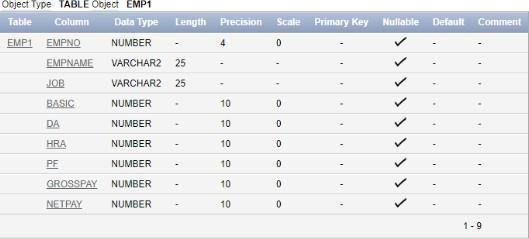 Object Type TABLE Object EMP1
Table Column Data Type Length Precision Scale Primary Key Nullable Default Comment
EMP1 EMPNO NUMBER - 4 0 - ✓ - -
EMPNAME VARCHAR2 25 - - - ✓ - -
JOB VARCHAR2 25 - - - ✓ - -
BASIC NUMBER - 10 0 - ✓ - -
DA NUMBER - 10 0 - ✓ - -
HRA NUMBER - 10 0 - ✓ - -
PF NUMBER - 10 0 - ✓ - -
GROSSPAY NUMBER - 10 0 - ✓ - -
NETPAY NUMBER - 10 0 - ✓ - -
1 - 9